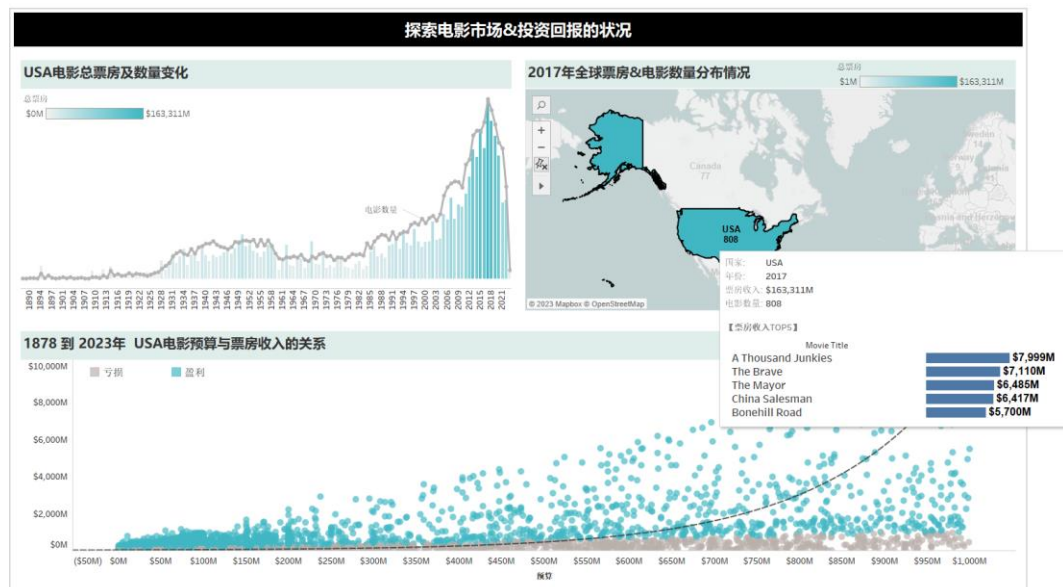 探索电影市场&投资回报的状况
USA电影总票房及数量变化
总票房
$0M $163,311M
电影数量
1890 1894 1897 1901 1904 1907 1910 1913 1916 1919 1922 1925 1928 1931 1934 1937 1940 1943 1946 1949 1952 1955 1958 1961 1964 1967 1970 1973 1976 1979 1982 1985 1988 1991 1994 1997 2000 2003 2006 2009 2012 2015 2018 2021
2017年全球票房&电影数量分布情况
总票房
$1M $163,311M
Sweden
14
Canada
77
USA
808
© 2023 Mapbox © OpenStreetMap
国家: USA
年份: 2017
票房收入: $163,311M
电影数量: 808
【票房收入TOP5】
Movie Title
A Thousand Junkies $7,999M
The Brave $7,110M
The Mayor $6,485M
China Salesman $6,417M
Bonehill Road $5,700M
1878 到 2023年 USA电影预算与票房收入的关系
亏损 盈利
$10,000M
$8,000M
$6,000M
$4,000M
$2,000M
$0M
($50M) $0M $50M $100M $150M $200M $250M $300M $350M $400M $450M $500M $550M $600M $650M $700M $750M $800M $850M $900M $950M $1,000M
预算